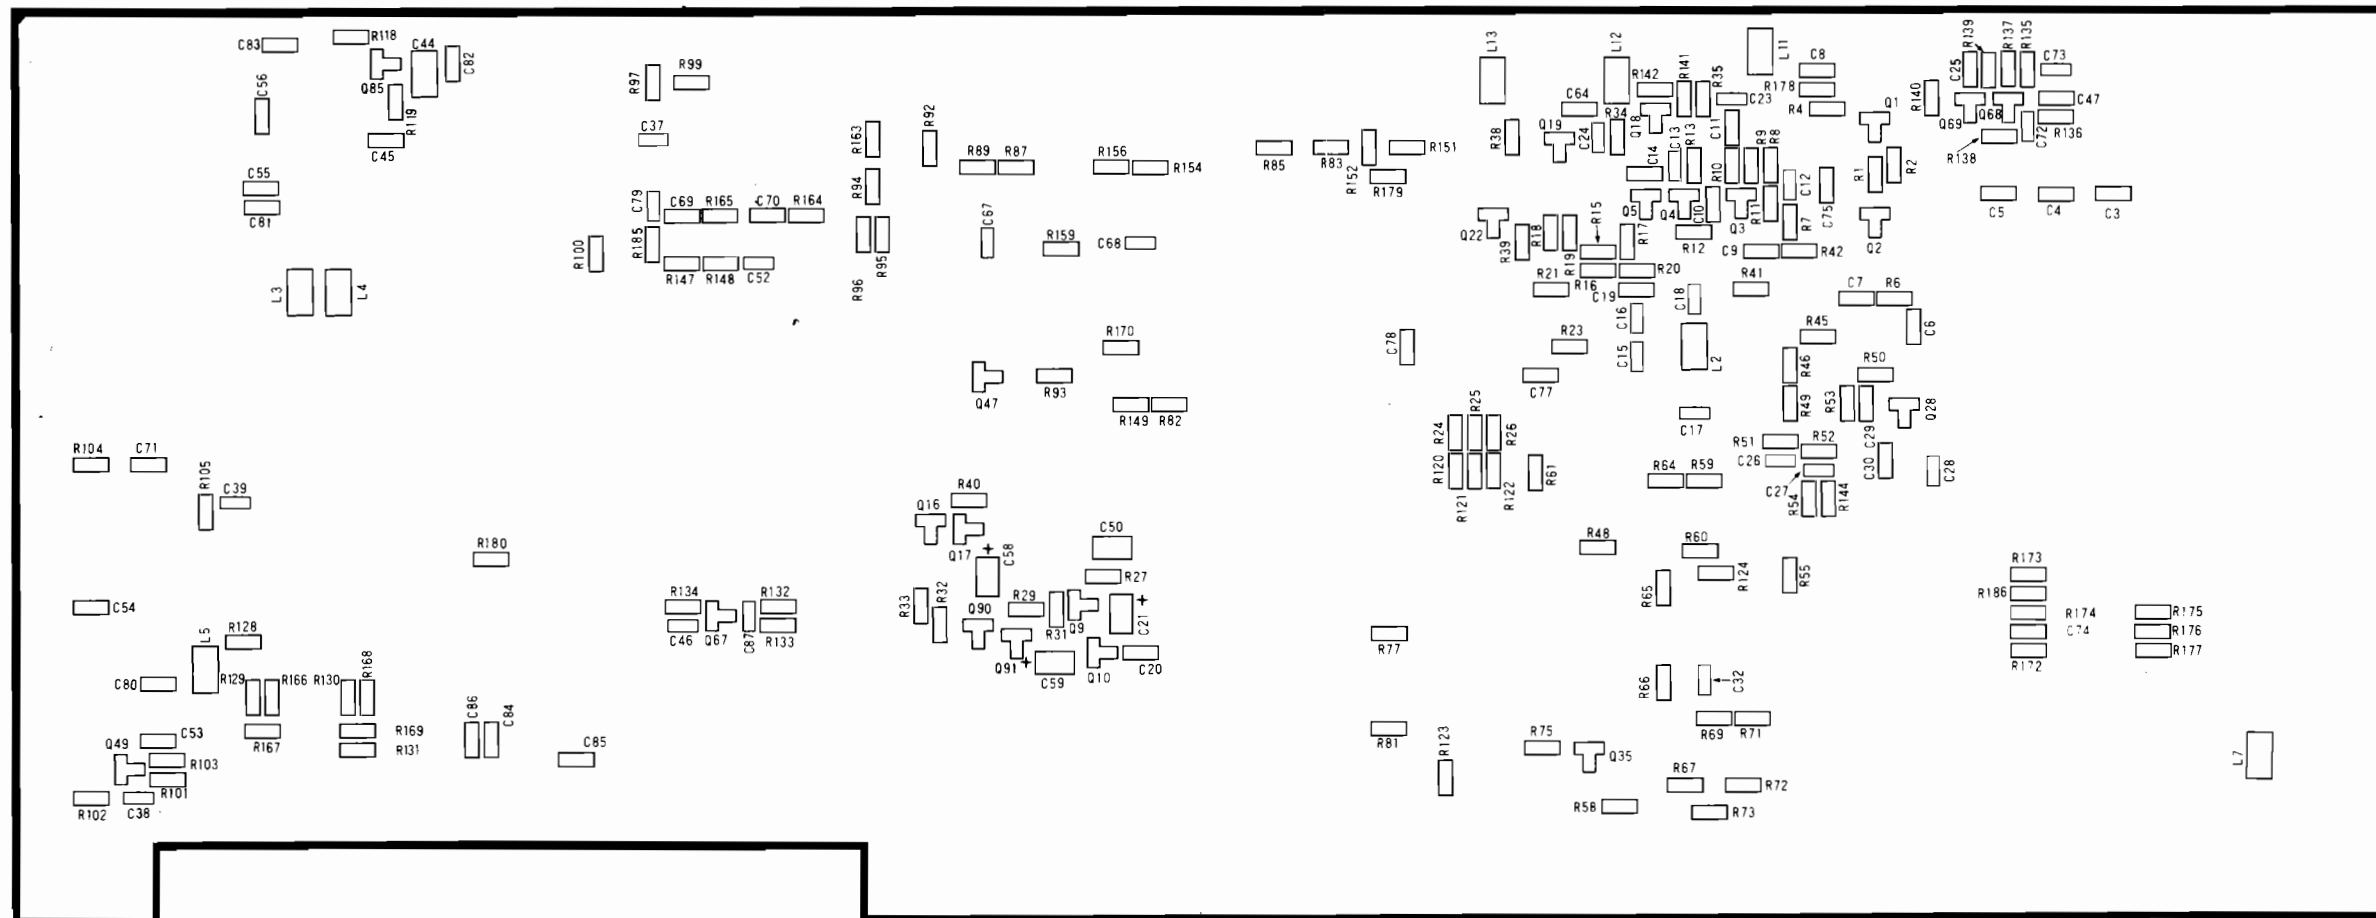 C83
R118
C44
C82
Q85
C56
R119
C45
C55
C81
L3
L4
R97
R99
C37
C79
C69
R165
C70
R164
R185
R100
R147
R148
C52
R163
R92
R94
R96
R95
R89
R87
R156
R154
C67
R159
C68
R170
Q47
R93
R149
R82
R85
R83
R152
R151
R179
L13
L12
L11
R142
R141
R35
C8
R178
R4
C23
C64
R34
Q18
R38
Q19
C24
C13
R13
C11
R9
R8
C14
R10
C12
C75
Q1
R1
R2
Q2
Q5
Q4
C10
Q3
R11
R7
R12
C9
R42
Q22
R39
R18
R19
R15
R17
R21
R16
R20
C19
C18
R41
C16
C15
L2
R23
C77
C78
C17
R139
R137
R135
C25
C73
R140
Q69
Q68
C47
R136
C72
R138
C5
C4
C3
C7
R6
C6
R45
R46
R50
R49
R53
C29
Q28
R51
R52
C26
C27
C30
C28
R54
R144
R24
R25
R26
R120
R121
R122
R61
R64
R59
R48
R60
R124
R55
R65
R66
C32
R69
R71
R75
Q35
R67
R72
R58
R73
R77
R81
R123
R173
R186
R174
C74
R172
R175
R176
R177
L7
R104
C71
R105
C39
R180
C54
L5
R128
C80
R129
R166
R130
R168
R167
R169
R131
C86
C84
C85
Q49
C53
R103
R101
R102
C38
R134
R132
C46
Q67
C87
R133
R40
Q16
Q17
+
C58
C50
R27
R33
R32
Q90
R29
R31
Q9
+
C21
Q91
+
C59
Q10
C20